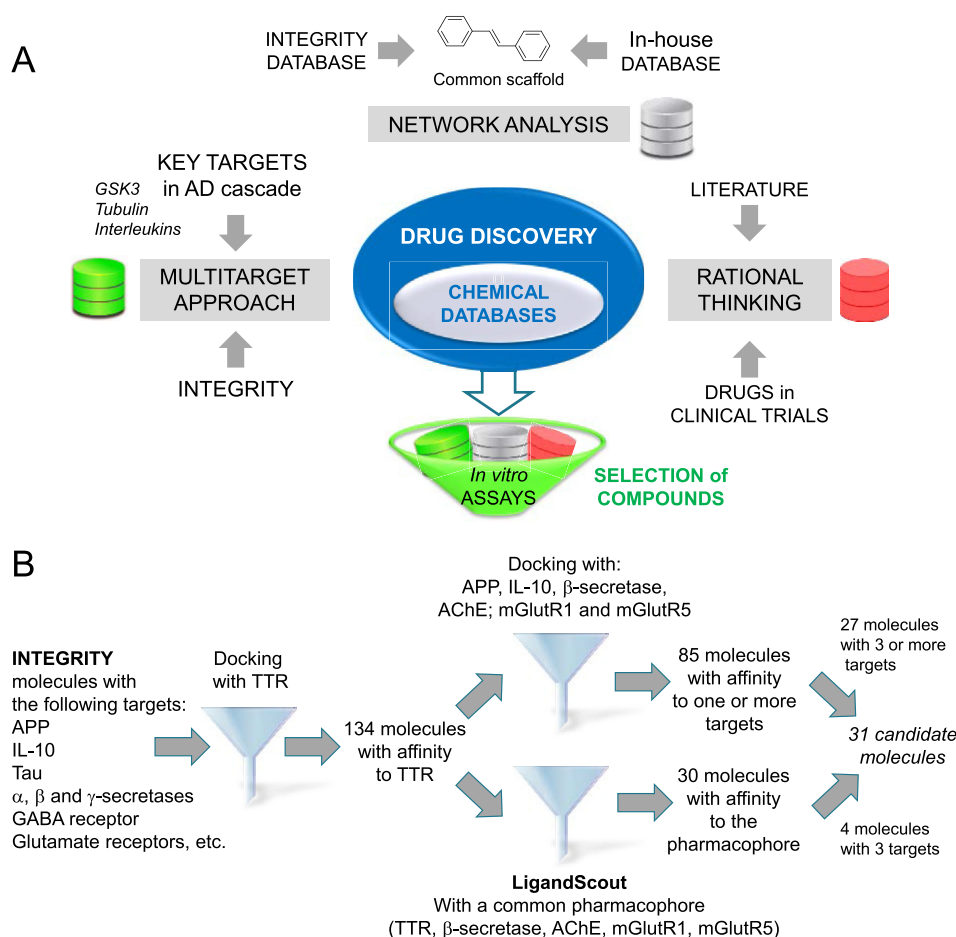 A
INTEGRITY
DATABASE
Common scaffold
In-house
DATABASE
NETWORK ANALYSIS
KEY TARGETS
in AD cascade
GSK3
Tubulin
Interleukins
MULTITARGET
APPROACH
INTEGRITY
DRUG DISCOVERY
CHEMICAL
DATABASES
LITERATURE
RATIONAL
THINKING
DRUGS in
CLINICAL TRIALS
In vitro
ASSAYS
SELECTION of
COMPOUNDS
B
INTEGRITY
molecules with
the following targets:
APP
IL-10
Tau
α, β and γ-secretases
GABA receptor
Glutamate receptors, etc.
Docking
with TTR
134 molecules
with affinity
to TTR
Docking with:
APP, IL-10, β-secretase,
AChE; mGlutR1 and mGlutR5
85 molecules
with affinity
to one or more
targets
27 molecules
with 3 or more
targets
31 candidate
molecules
30 molecules
with affinity
to the
pharmacophore
4 molecules
with 3 targets
LigandScout
With a common pharmacophore
(TTR, β-secretase, AChE, mGlutR1, mGlutR5)